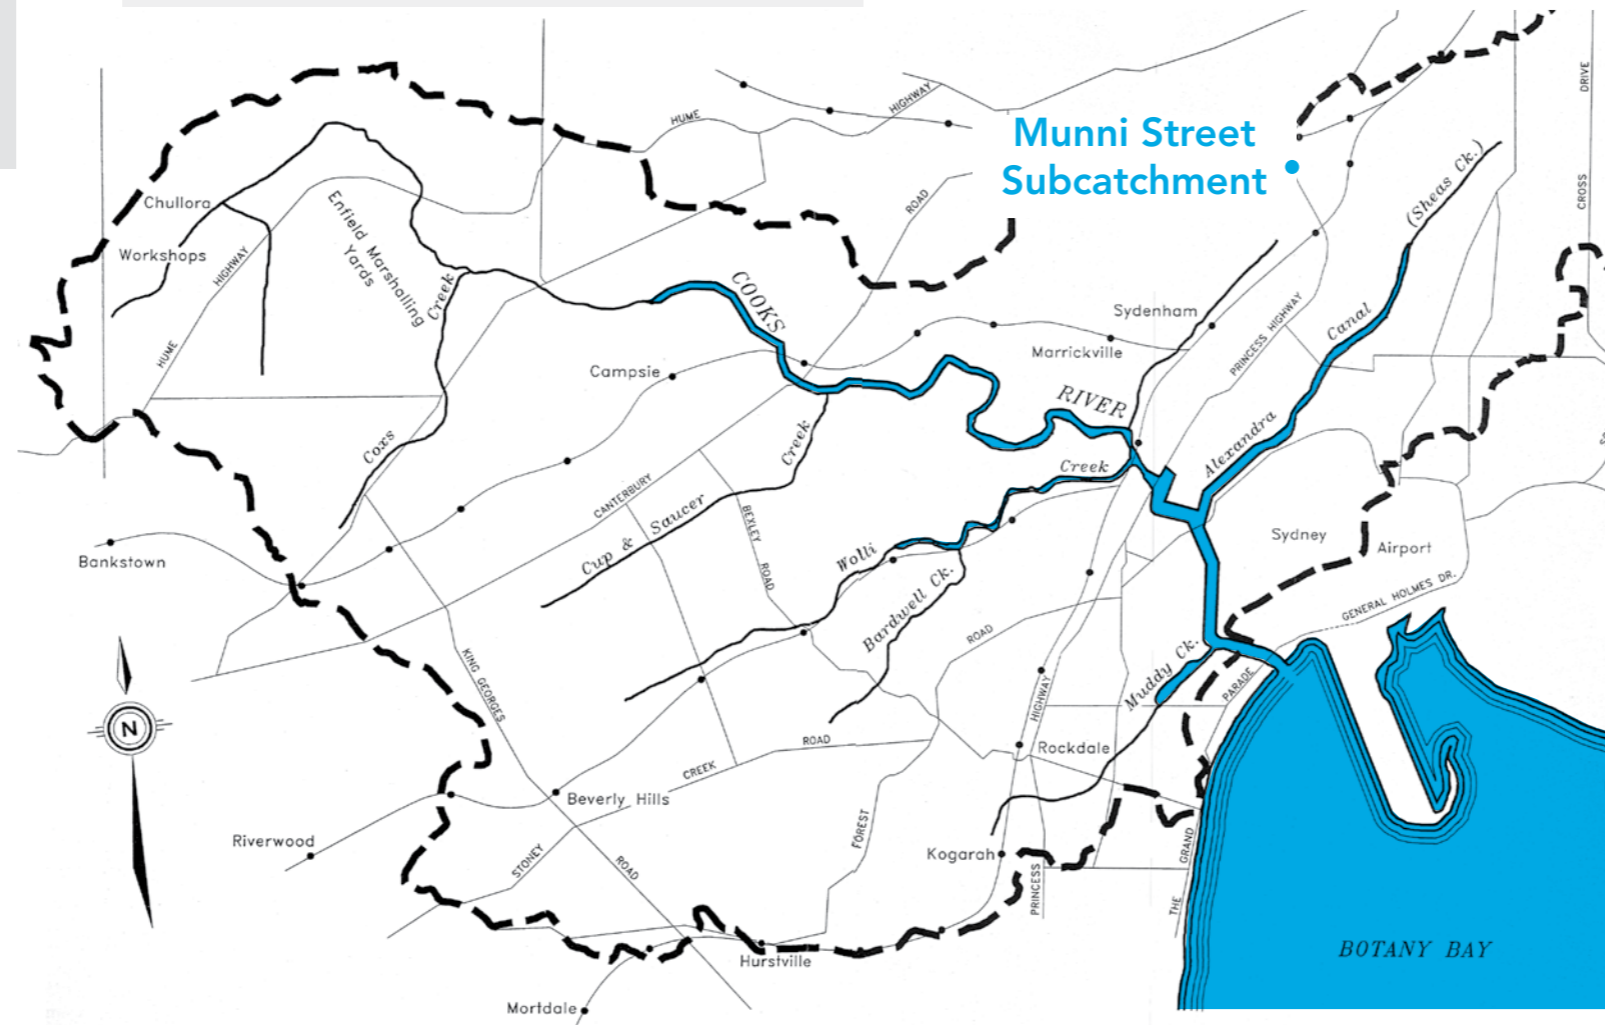 HUME
HIGHWAY
Munni Street
Subcatchment
DRIVE
CROSS
(Sheas Ck.)
ROAD
Chullora
Workshops
HIGHWAY
HUME
Enfield Marshalling
Yards
Creek
COOKS
Sydenham
Marrickville
PRINCESS HIGHWAY
Canal
Campsie
RIVER
Alexandra
Coxs
Creek
Creek
CANTERBURY
Cup & Saucer
BEXLEY
ROAD
Wolli
Bardwell Ck.
Sydney
Airport
Bankstown
GENERAL HOLMES DR.
ROAD
KING GEORGES
Muddy Ck.
PARADE
HIGHWAY
N
Rockdale
ROAD
CREEK
Beverly Hills
Riverwood
STONEY
ROAD
FOREST
Kogarah
PRINCESS
GRAND
THE
BOTANY BAY
Hurstville
Mortdale